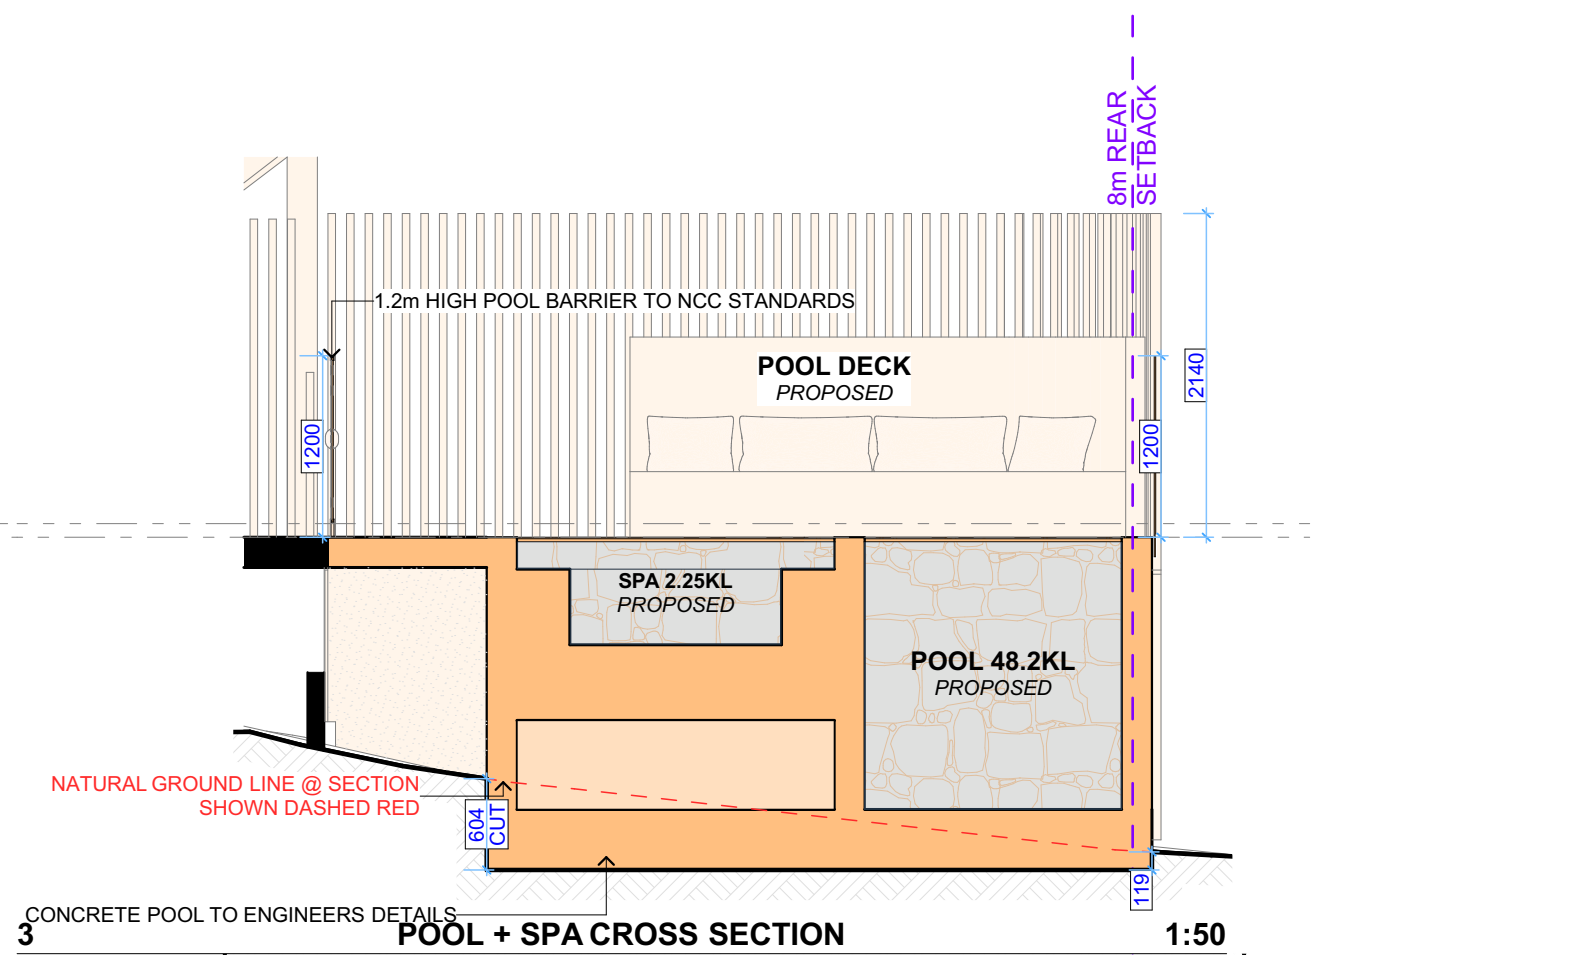 8m REAR
SETBACK
1.2m HIGH POOL BARRIER TO NCC STANDARDS
POOL DECK
PROPOSED
2140
1200
1200
SPA 2.25KL
PROPOSED
POOL 48.2KL
PROPOSED
NATURAL GROUND LINE @ SECTION
SHOWN DASHED RED
604
CUT
119
CONCRETE POOL TO ENGINEERS DETAILS
3
POOL + SPA CROSS SECTION
1:50